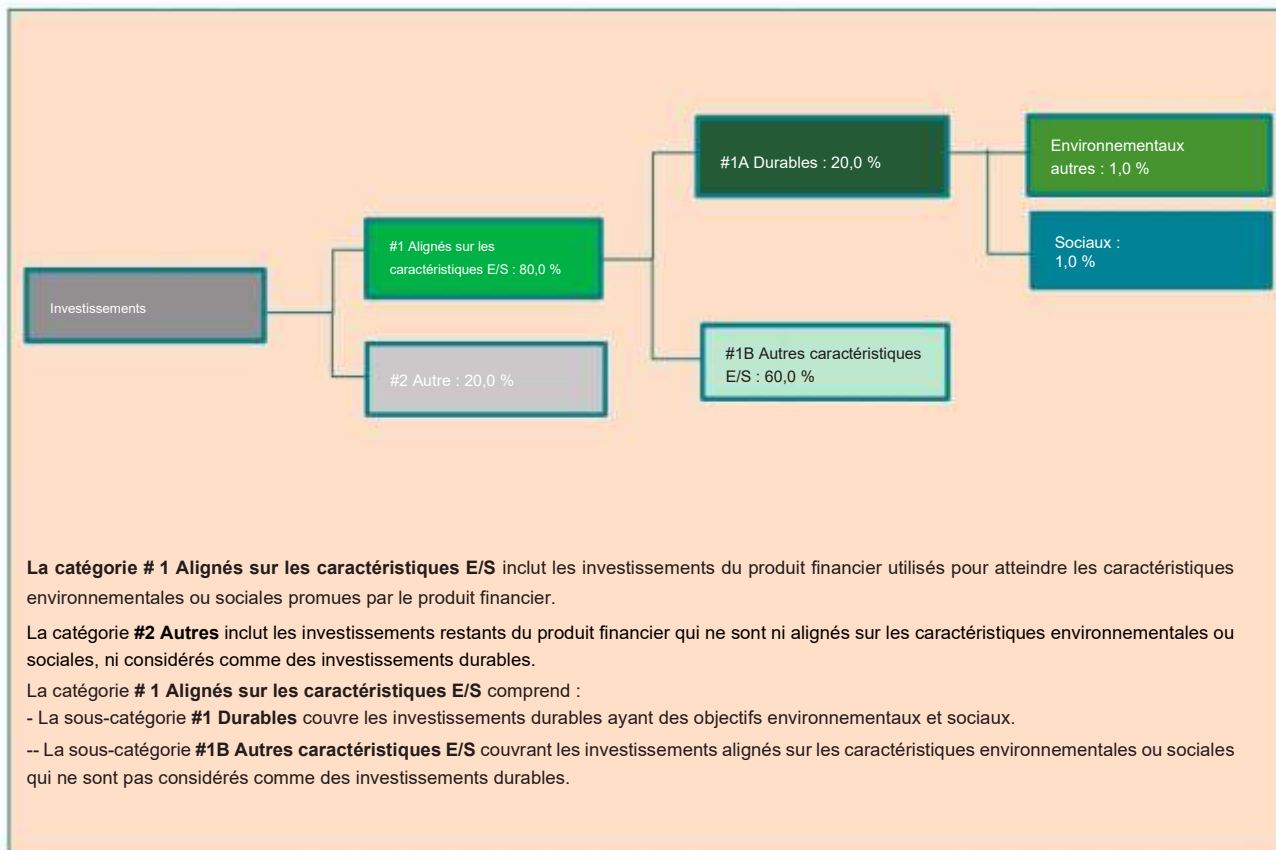 #1A Durables : 20,0 %
Environnementaux
autres : 1,0 %
#1 Alignés sur les
caractéristiques E/S : 80,0 %
Sociaux :
1,0 %
Investissements
#2 Autre : 20,0 %
#1B Autres caractéristiques
E/S : 60,0 %
La catégorie # 1 Alignés sur les caractéristiques E/S inclut les investissements du produit financier utilisés pour atteindre les caractéristiques
environnementales ou sociales promues par le produit financier.
La catégorie #2 Autres inclut les investissements restants du produit financier qui ne sont ni alignés sur les caractéristiques environnementales ou
sociales, ni considérés comme des investissements durables.
La catégorie # 1 Alignés sur les caractéristiques E/S comprend :
- La sous-catégorie #1 Durables couvre les investissements durables ayant des objectifs environnementaux et sociaux.
-- La sous-catégorie #1B Autres caractéristiques E/S couvrant les investissements alignés sur les caractéristiques environnementales ou sociales
qui ne sont pas considérés comme des investissements durables.